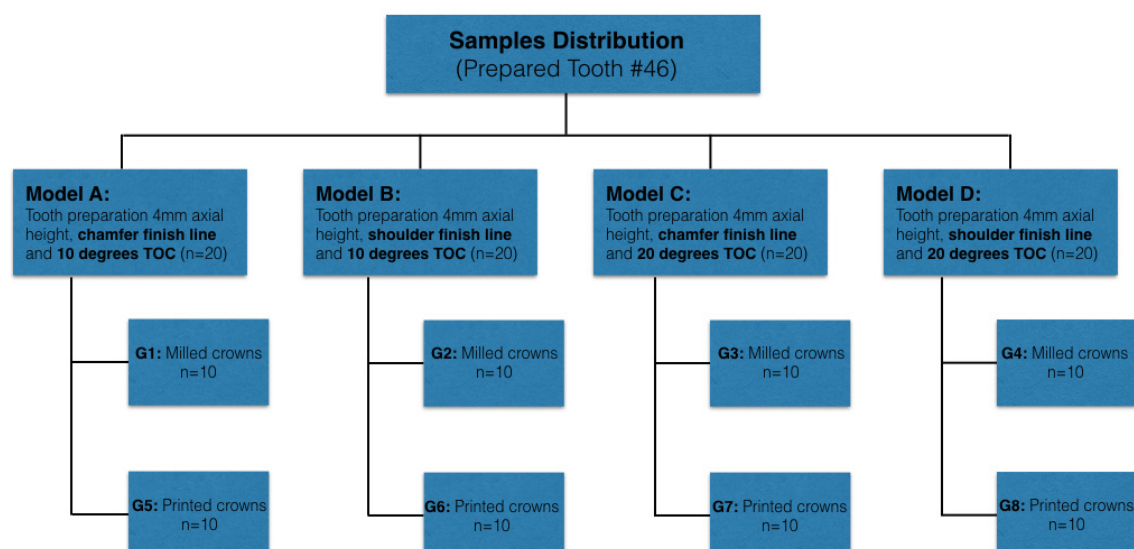 Samples Distribution
(Prepared Tooth #46)
Model A:
Tooth preparation 4mm axial
height, chamfer finish line
and 10 degrees TOC (n=20)
Model B:
Tooth preparation 4mm axial
height, shoulder finish line
and 10 degrees TOC (n=20)
Model C:
Tooth preparation 4mm axial
height, chamfer finish line
and 20 degrees TOC (n=20)
Model D:
Tooth preparation 4mm axial
height, shoulder finish line
and 20 degrees TOC (n=20)
G1: Milled crowns
n=10
G2: Milled crowns
n=10
G3: Milled crowns
n=10
G4: Milled crowns
n=10
G5: Printed crowns
n=10
G6: Printed crowns
n=10
G7: Printed crowns
n=10
G8: Printed crowns
n=10